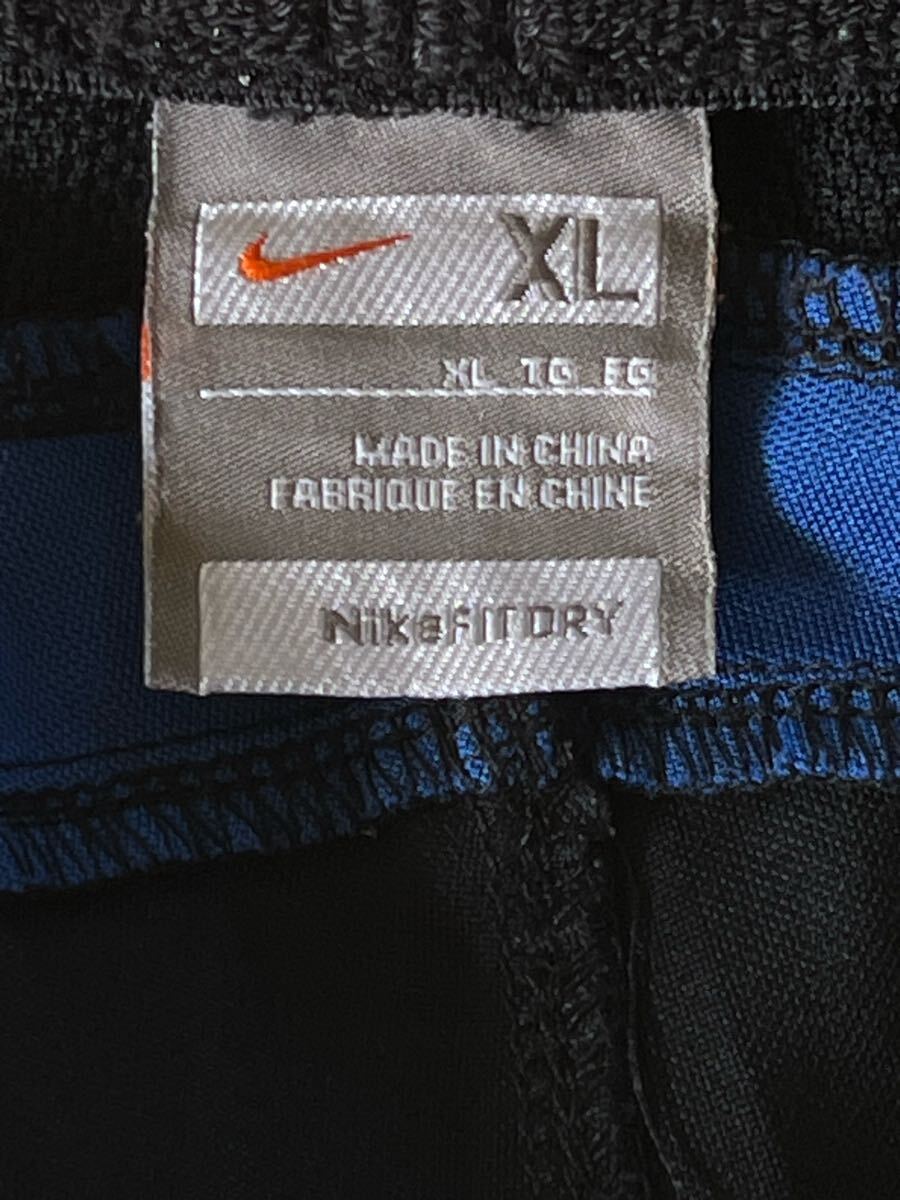 XL
XL TG EG
MADE IN CHINA
FABRIQUE EN CHINE
NikeFITDRY